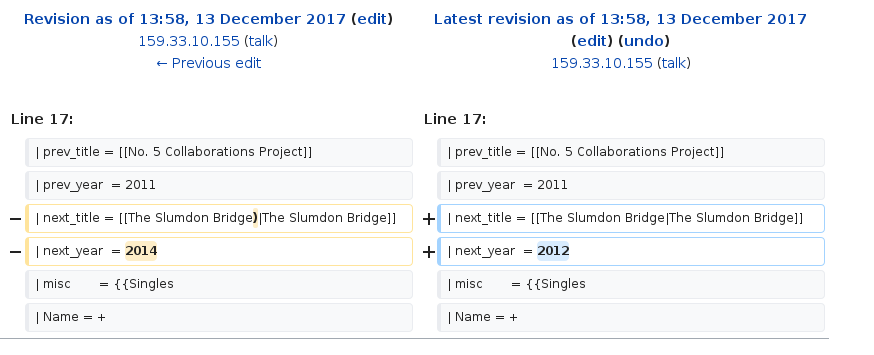 Revision as of 13:58, 13 December 2017 (edit)
159.33.10.155 (talk)
← Previous edit
Latest revision as of 13:58, 13 December 2017
(edit) (undo)
159.33.10.155 (talk)
Line 17:
Line 17:
| prev_title = [[No. 5 Collaborations Project]]
| prev_title = [[No. 5 Collaborations Project]]
| prev_year  = 2011
| prev_year  = 2011
− | next_title = [[The Slumdon Bridge)|The Slumdon Bridge]]
+ | next_title = [[The Slumdon Bridge|The Slumdon Bridge]]
− | next_year  = 2014
+ | next_year  = 2012
| misc       = {{Singles
| misc       = {{Singles
| Name = +
| Name = +